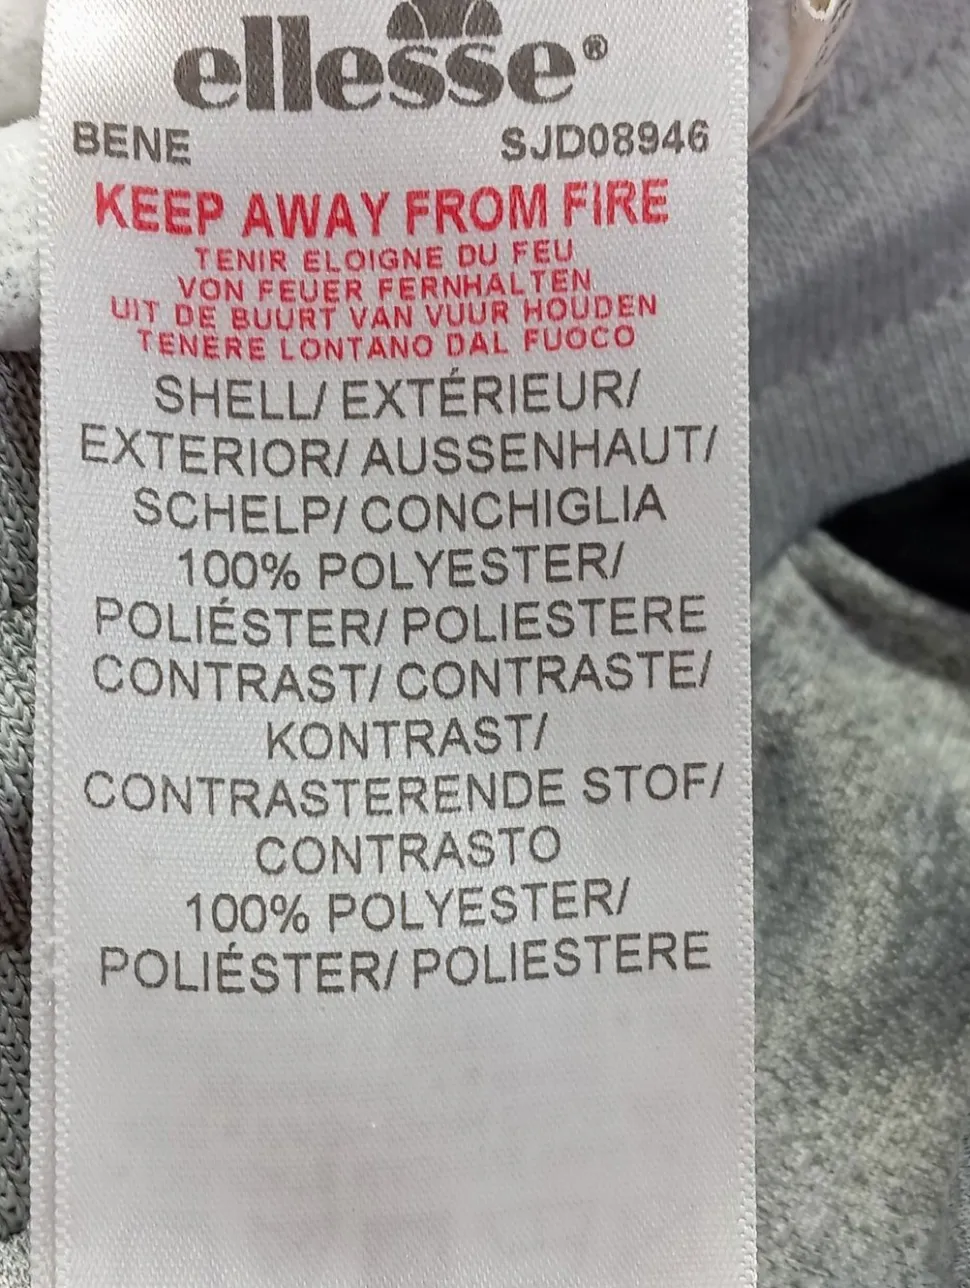 ellesse®
BENE SJD08946
KEEP AWAY FROM FIRE
TENIR ELOIGNE DU FEU
VON FEUER FERNHALTEN
UIT DE BUURT VAN VUUR HOUDEN
TENERE LONTANO DAL FUOCO
SHELL/ EXTÉRIEUR/
EXTERIOR/ AUSSENHAUT/
SCHELP/ CONCHIGLIA
100% POLYESTER/
POLIÉSTER/ POLIESTERE
CONTRAST/ CONTRASTE/
KONTRAST/
CONTRASTERENDE STOF/
CONTRASTO
100% POLYESTER/
POLIÉSTER/ POLIESTERE